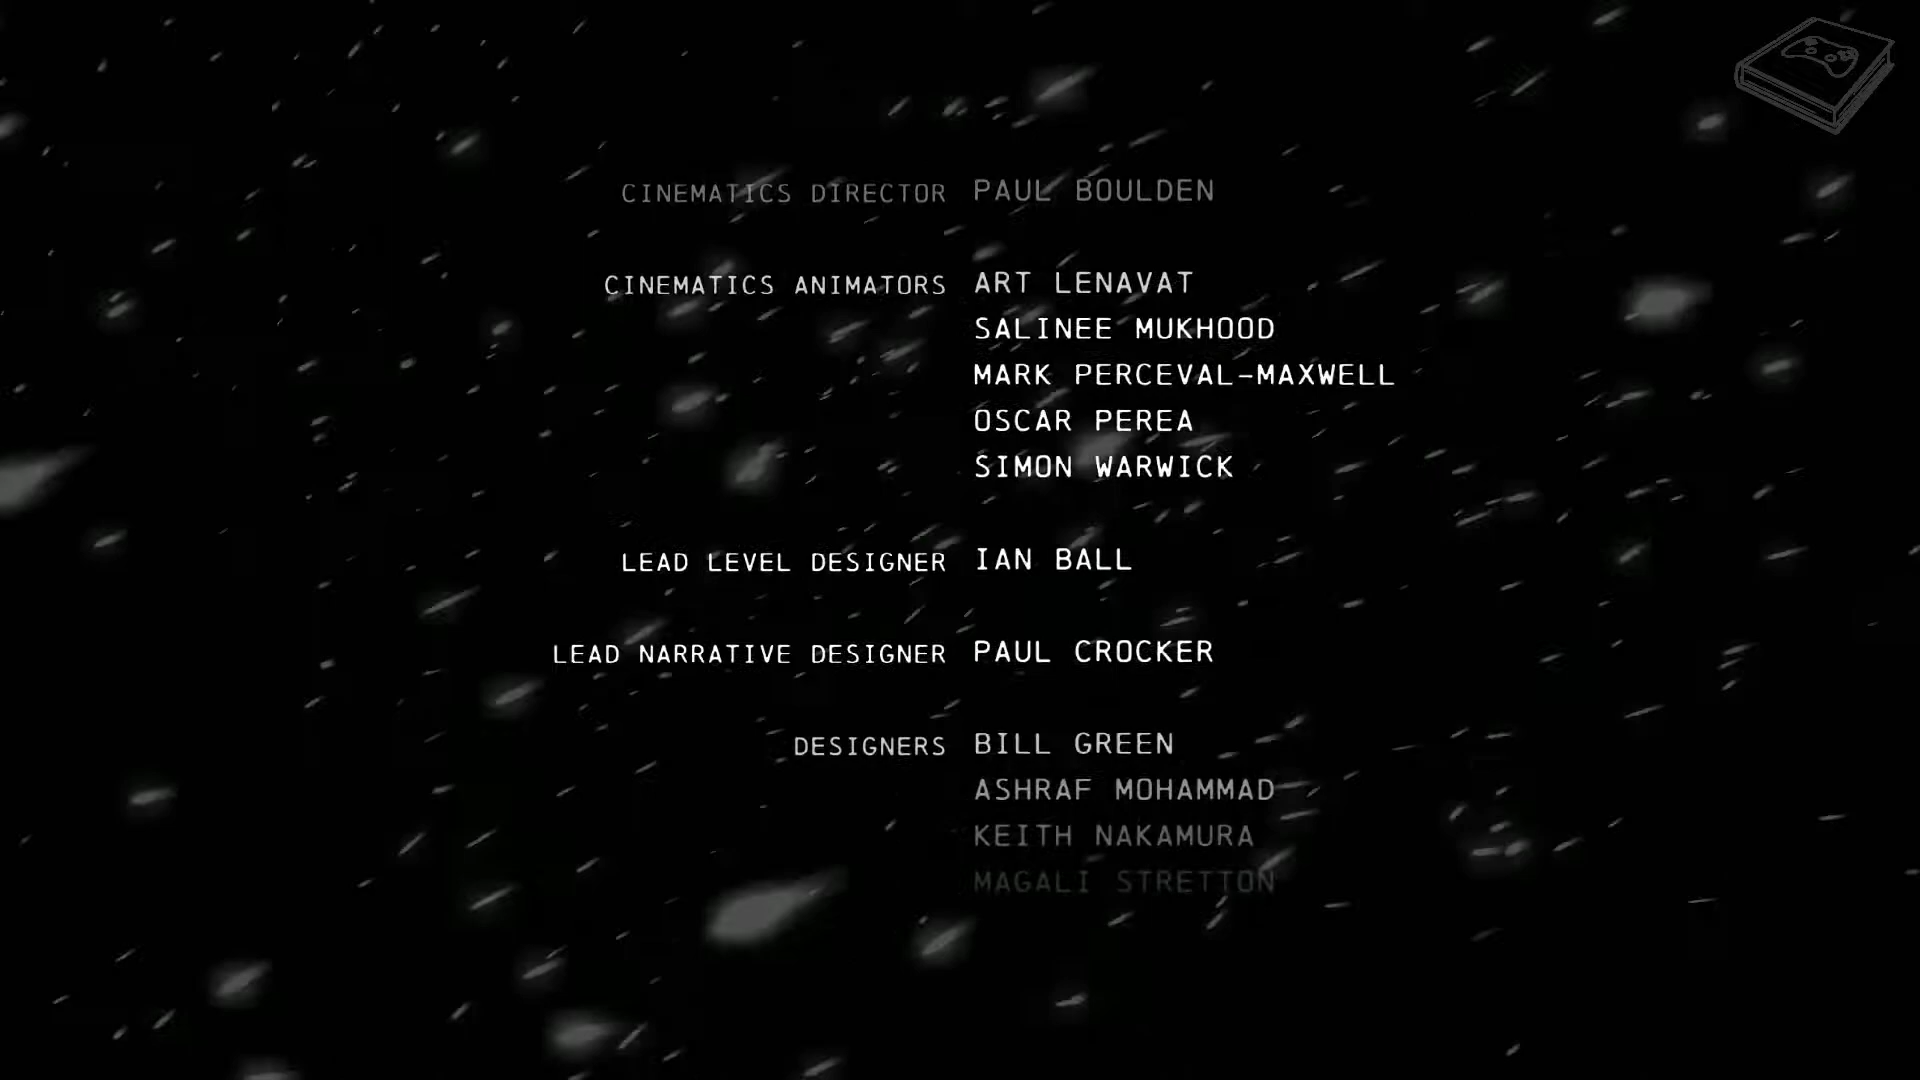 CINEMATICS DIRECTOR PAUL BOULDEN
CINEMATICS ANIMATORS ART LENAVAT
SALINEE MUKHOOD
MARK PERCEVAL-MAXWELL
OSCAR PEREA
SIMON WARWICK
LEAD LEVEL DESIGNER IAN BALL
LEAD NARRATIVE DESIGNER PAUL CROCKER
DESIGNERS BILL GREEN
ASHRAF MOHAMMAD
KEITH NAKAMURA
MAGALI STRETTON